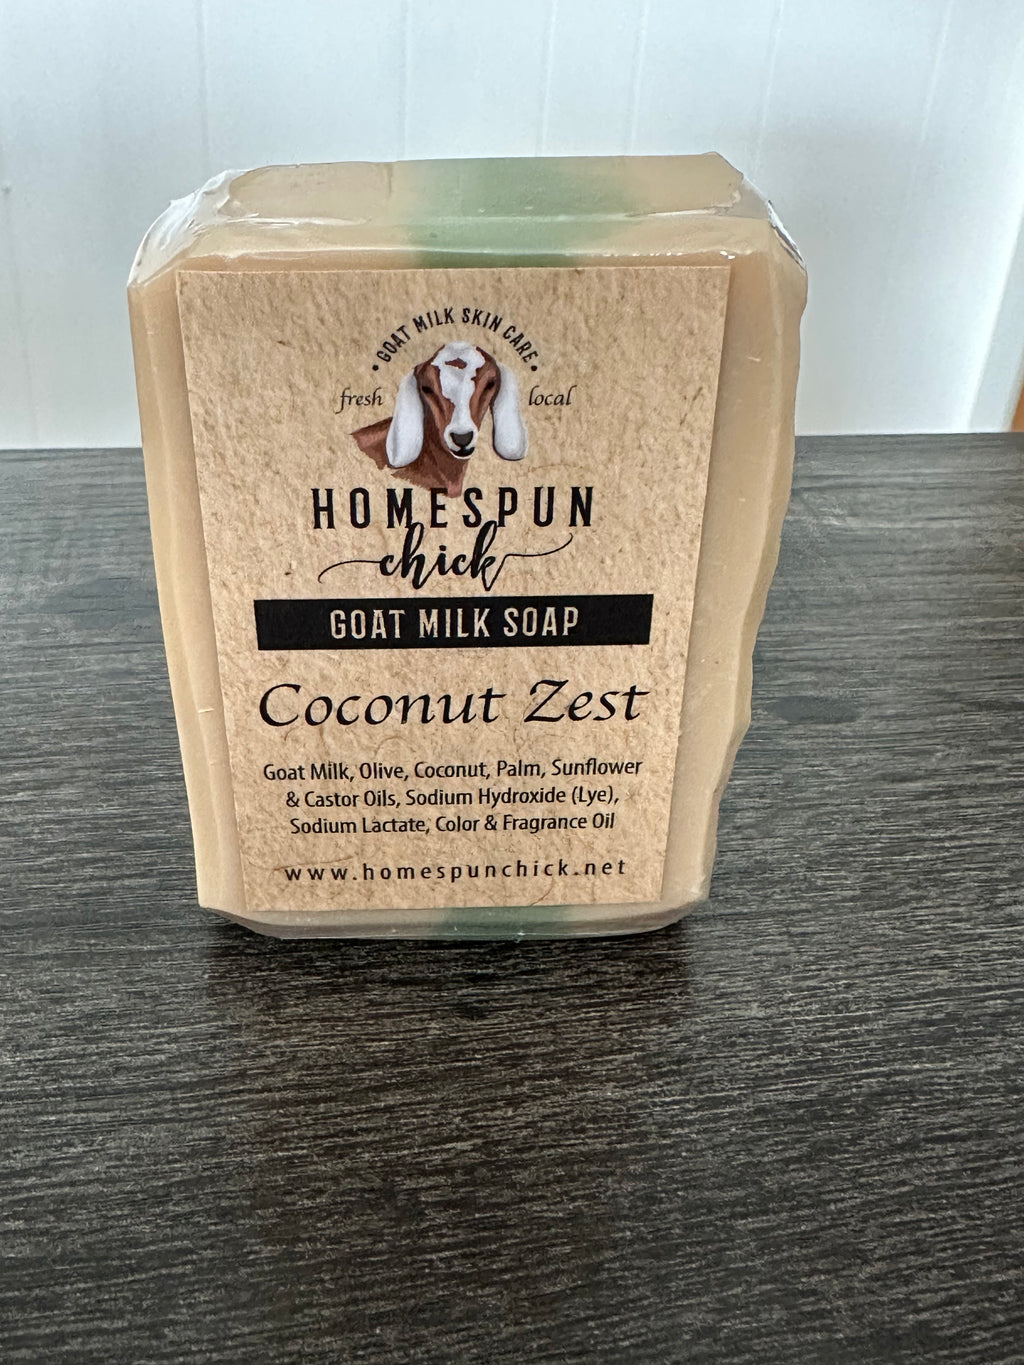 • GOAT MILK SKIN CARE •
fresh local
HOMESPUN
chick
GOAT MILK SOAP
Coconut Zest
Goat Milk, Olive, Coconut, Palm, Sunflower
& Castor Oils, Sodium Hydroxide (Lye),
Sodium Lactate, Color & Fragrance Oil
www.homespunchick.net